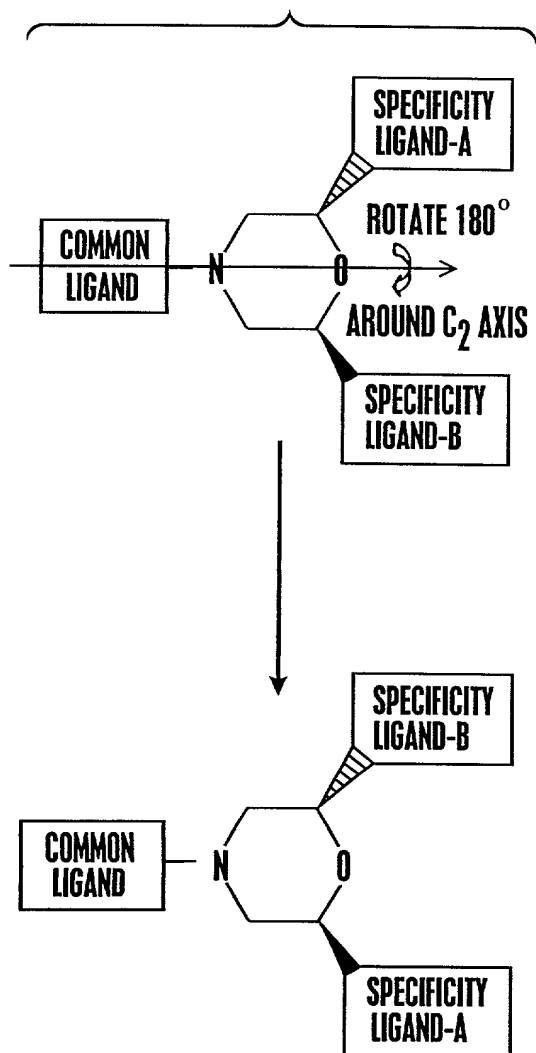 SPECIFICITY
LIGAND-A
ROTATE 180°
COMMON
LIGAND
N
O
AROUND C₂ AXIS
SPECIFICITY
LIGAND-B
SPECIFICITY
LIGAND-B
COMMON
LIGAND
N
O
SPECIFICITY
LIGAND-A